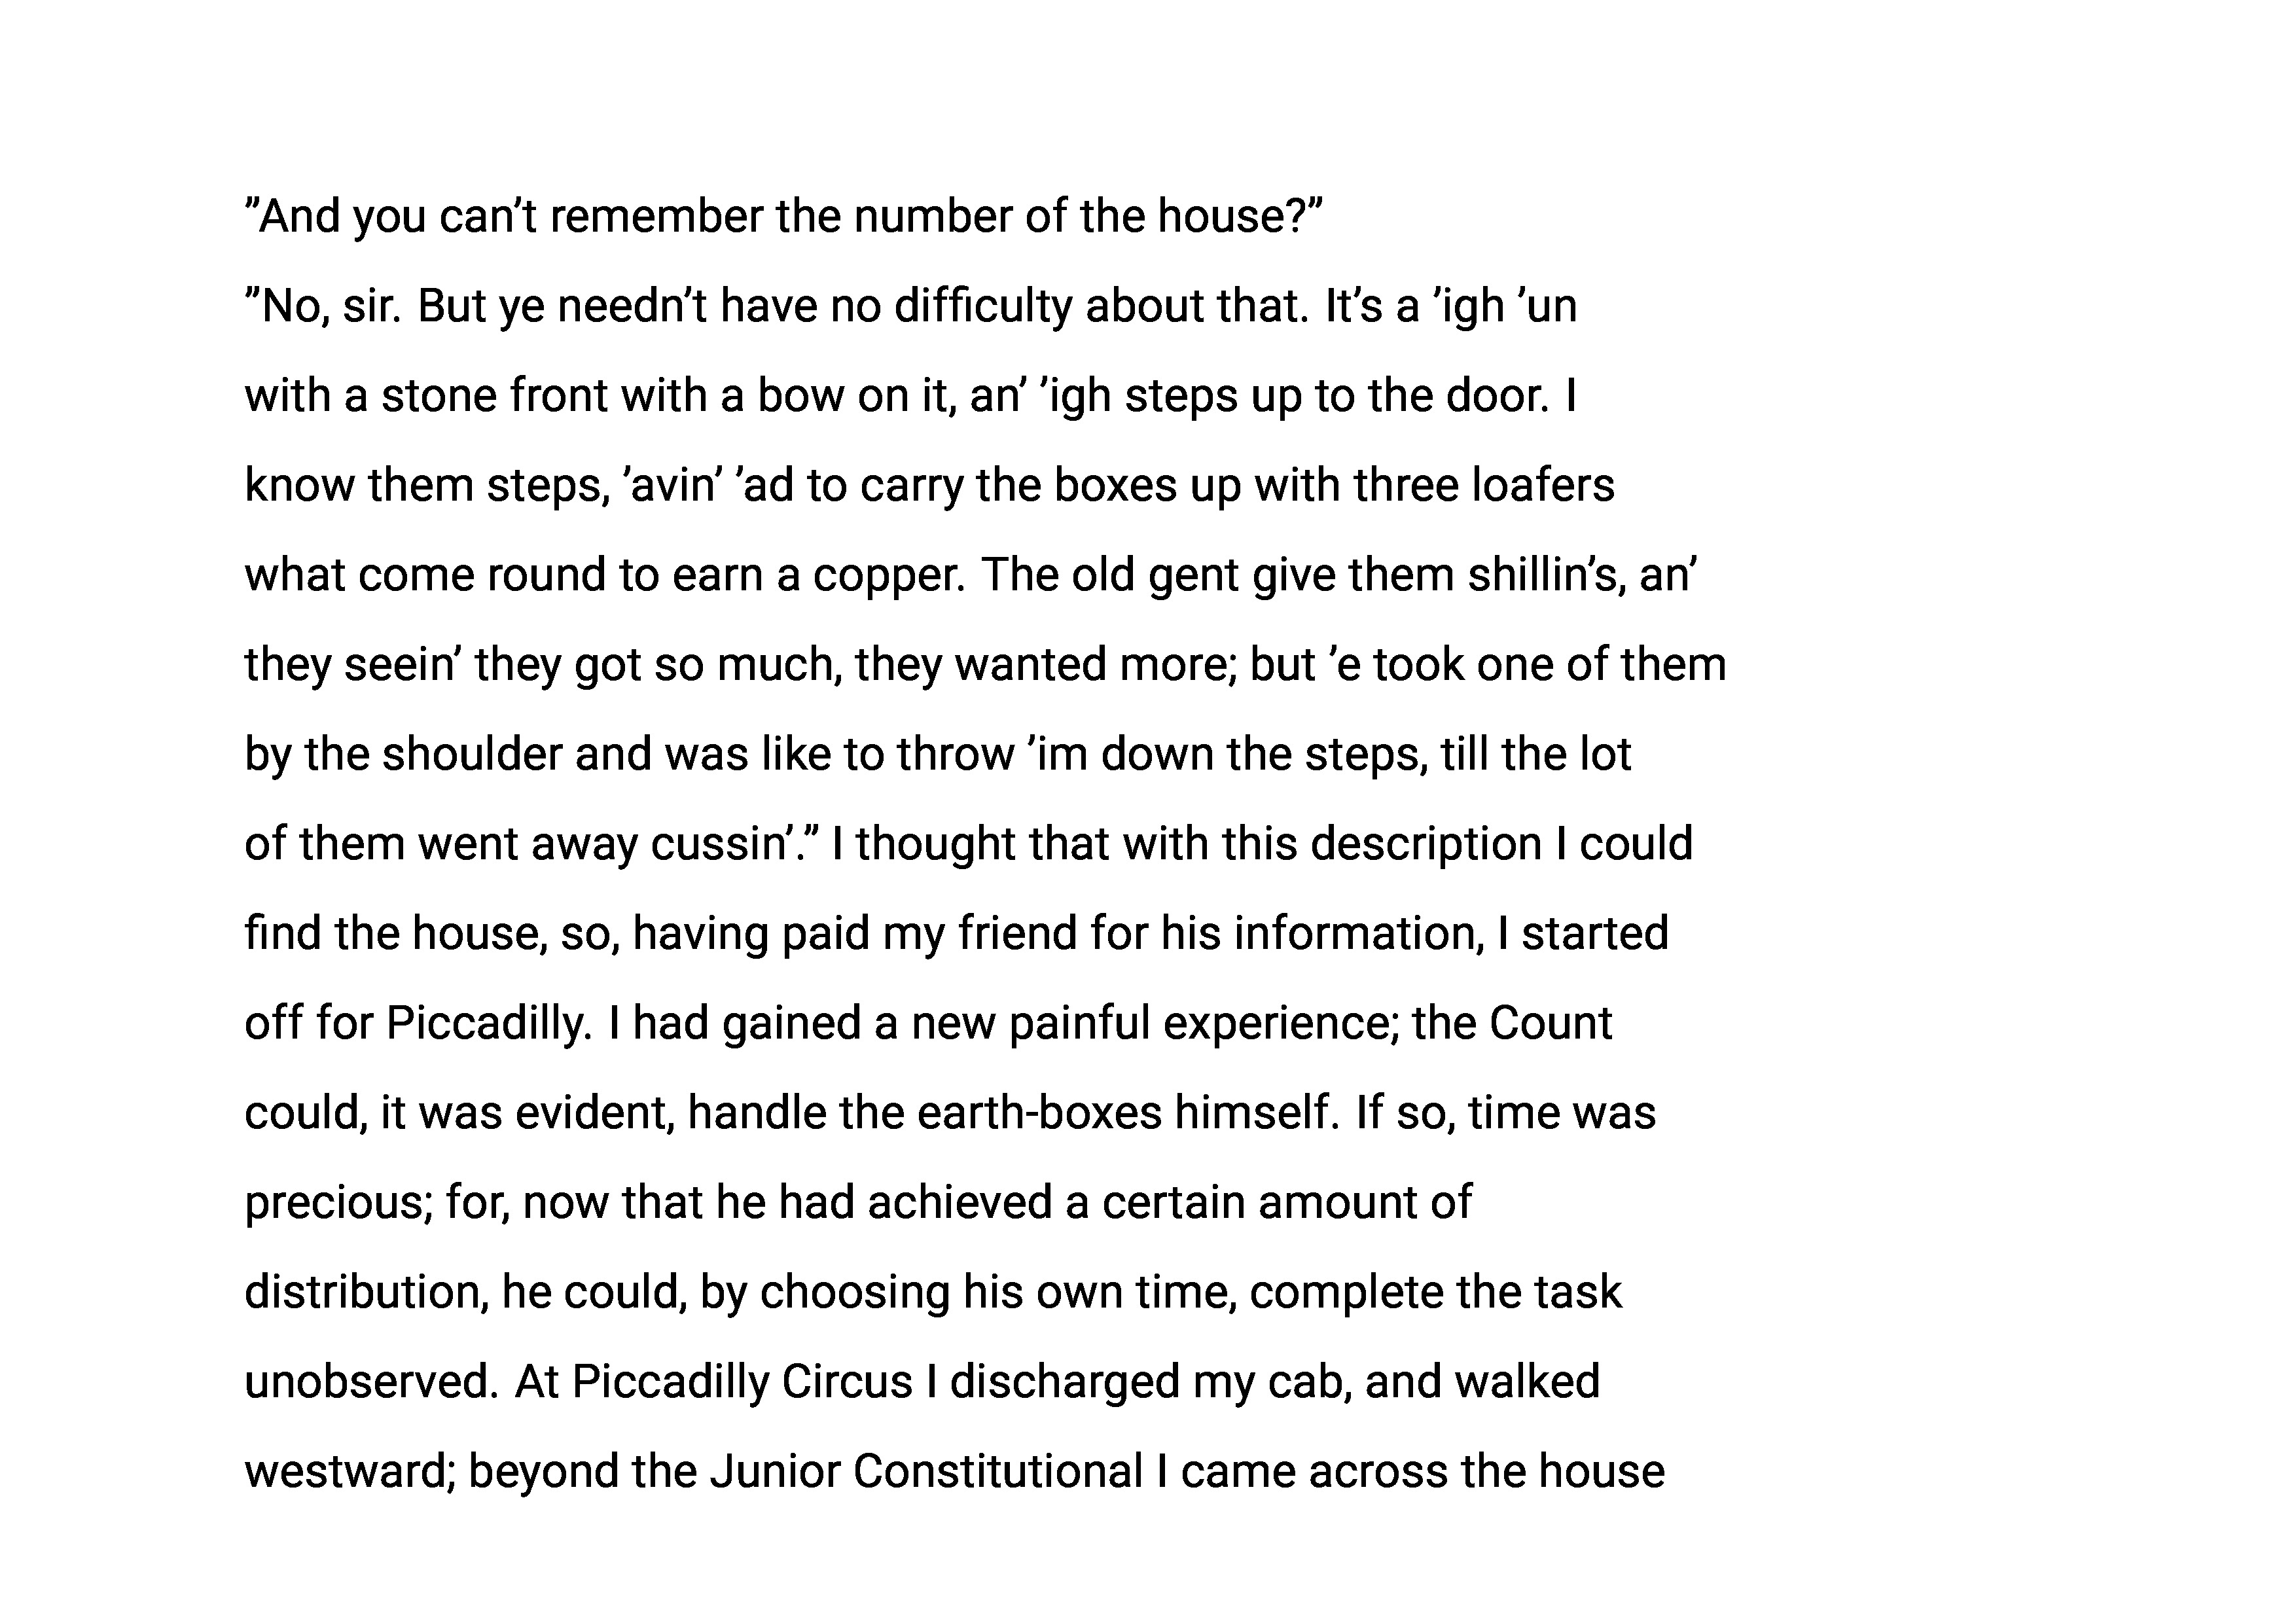 ”And you can’t remember the number of the house?”
”No, sir. But ye needn’t have no difficulty about that. It’s a ’igh ’un
with a stone front with a bow on it, an’ ’igh steps up to the door. I
know them steps, ’avin’ ’ad to carry the boxes up with three loafers
what come round to earn a copper. The old gent give them shillin’s, an’
they seein’ they got so much, they wanted more; but ’e took one of them
by the shoulder and was like to throw ’im down the steps, till the lot
of them went away cussin’.” I thought that with this description I could
find the house, so, having paid my friend for his information, I started
off for Piccadilly. I had gained a new painful experience; the Count
could, it was evident, handle the earth-boxes himself. If so, time was
precious; for, now that he had achieved a certain amount of
distribution, he could, by choosing his own time, complete the task
unobserved. At Piccadilly Circus I discharged my cab, and walked
westward; beyond the Junior Constitutional I came across the house